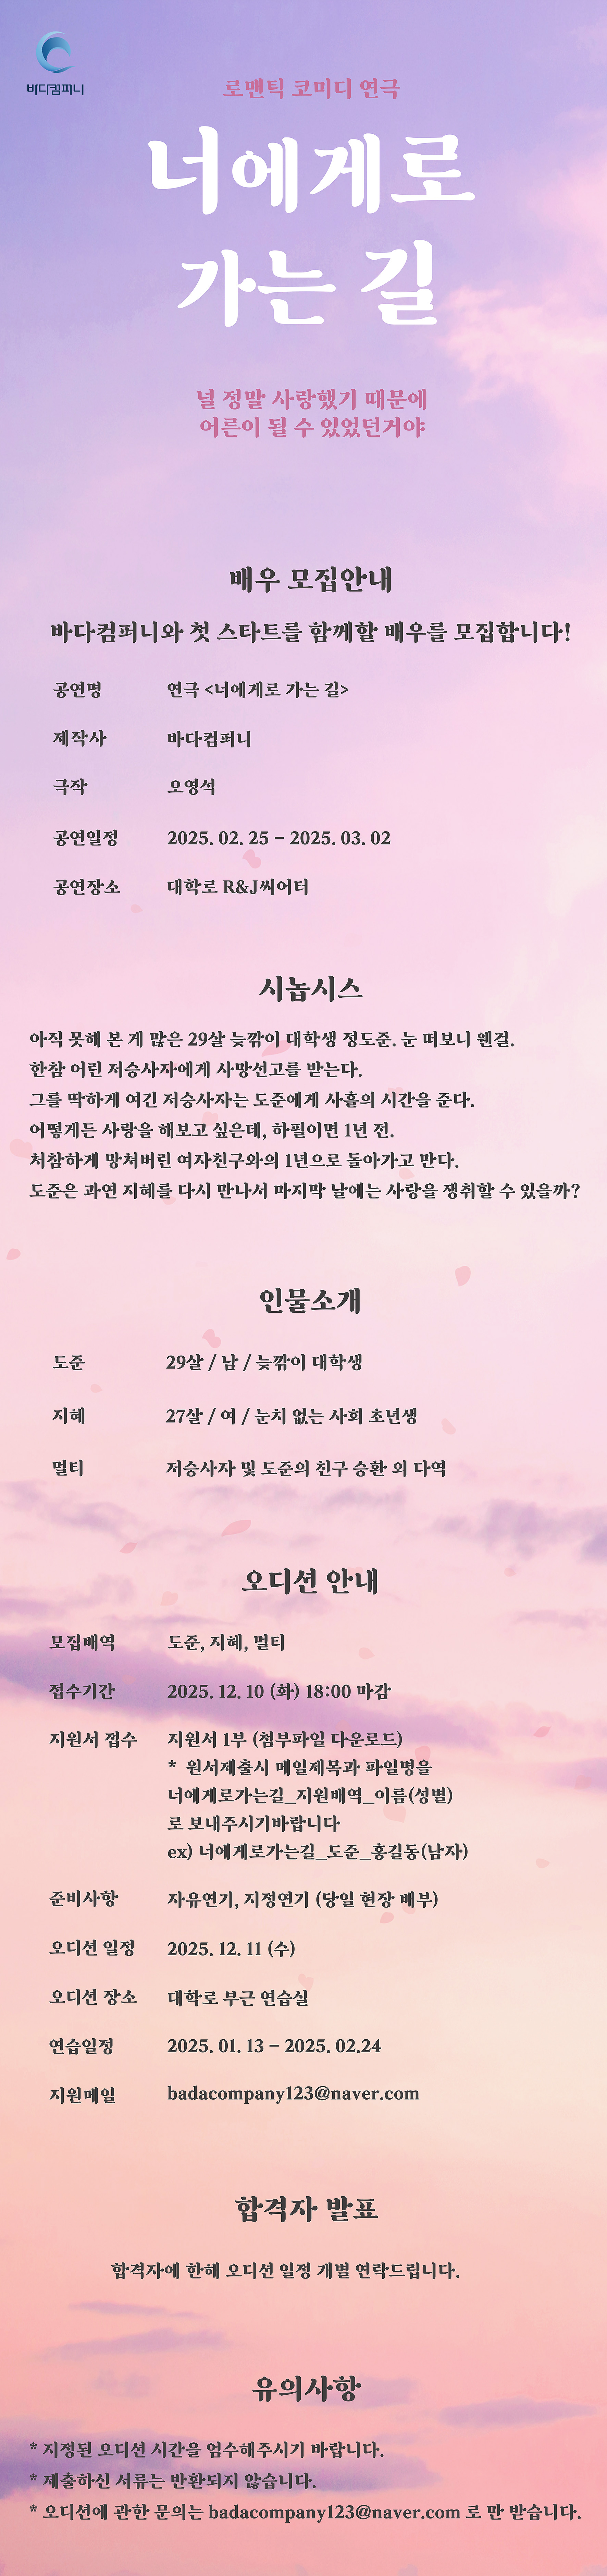 바다컴퍼니
로맨틱 코미디 연극
너에게로
가는 길
널 정말 사랑했기 때문에
어른이 될 수 있었던거야
배우 모집안내
바다컴퍼니와 첫 스타트를 함께할 배우를 모집합니다!
공연명 연극 <너에게로 가는 길>
제작사 바다컴퍼니
극작 오영석
공연일정 2025. 02. 25 - 2025. 03. 02
공연장소 대학로 R&J씨어터
시놉시스
아직 못해 본 게 많은 29살 늦깎이 대학생 정도준. 눈 떠보니 웬걸.
한참 어린 저승사자에게 사망선고를 받는다.
그를 딱하게 여긴 저승사자는 도준에게 사흘의 시간을 준다.
어떻게든 사랑을 해보고 싶은데, 하필이면 1년 전.
처참하게 망쳐버린 여자친구와의 1년으로 돌아가고 만다.
도준은 과연 지혜를 다시 만나서 마지막 날에는 사랑을 쟁취할 수 있을까?
인물소개
도준 29살 / 남 / 늦깎이 대학생
지혜 27살 / 여 / 눈치 없는 사회 초년생
멀티 저승사자 및 도준의 친구 승환 외 다역
오디션 안내
모집배역 도준, 지혜, 멀티
접수기간 2025. 12. 10 (화) 18:00 마감
지원서 접수 지원서 1부 (첨부파일 다운로드)
* 원서제출시 메일제목과 파일명을
너에게로가는길_지원배역_이름(성별)
로 보내주시기바랍니다
ex) 너에게로가는길_도준_홍길동(남자)
준비사항 자유연기, 지정연기 (당일 현장 배부)
오디션 일정 2025. 12. 11 (수)
오디션 장소 대학로 부근 연습실
연습일정 2025. 01. 13 - 2025. 02.24
지원메일 badacompany123@naver.com
합격자 발표
합격자에 한해 오디션 일정 개별 연락드립니다.
유의사항
* 지정된 오디션 시간을 엄수해주시기 바랍니다.
* 제출하신 서류는 반환되지 않습니다.
* 오디션에 관한 문의는 badacompany123@naver.com 로 만 받습니다.